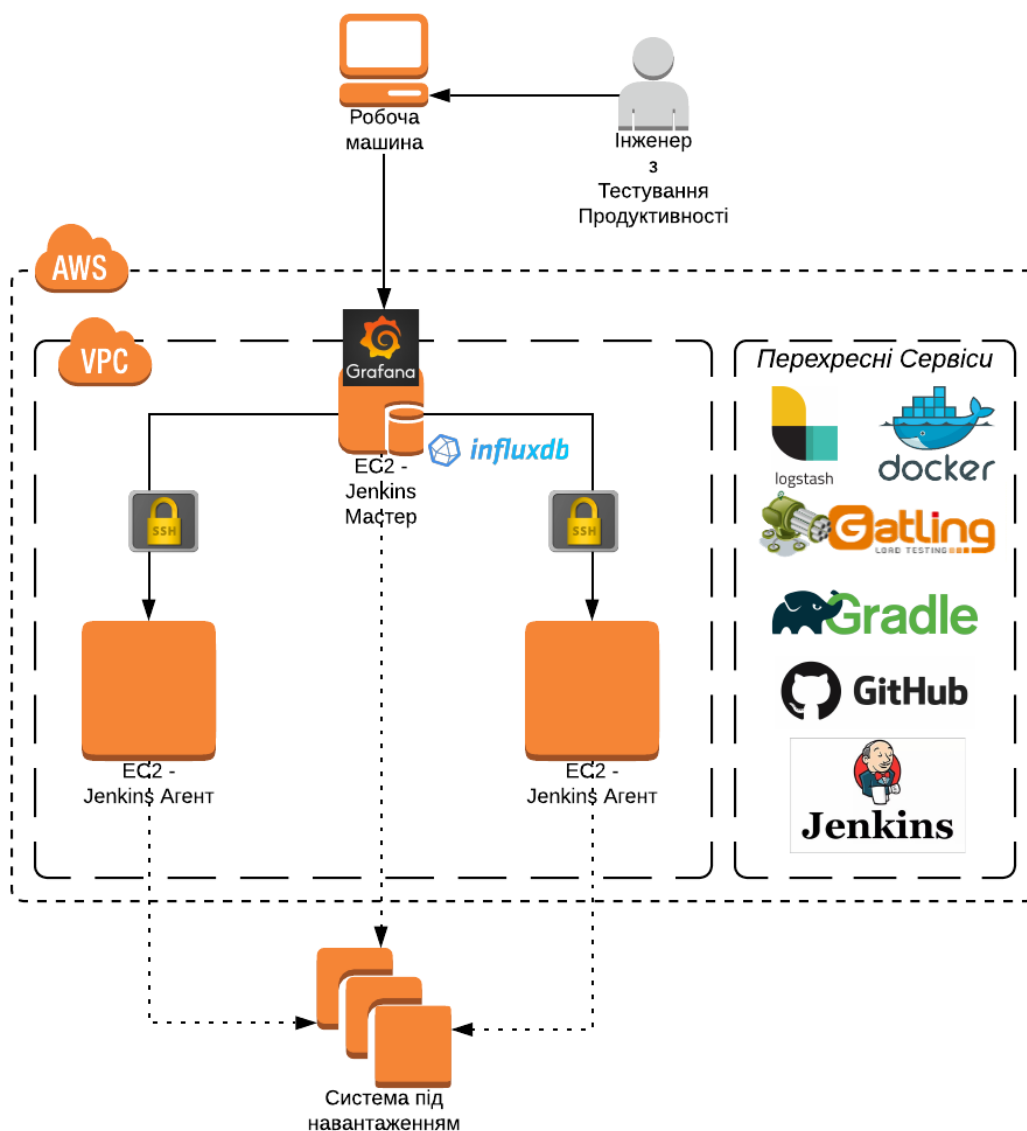 Робоча
машина
Інженер
з
Тестування
Продуктивності
AWS
VPC
Grafana
influxdb
EC2 -
Jenkins
Мастер
SSH
SSH
EC2 -
Jenkins Агент
EC2 -
Jenkins Агент
Перехресні Сервіси
logstash
docker
Gatling
LOAD TESTING
Gradle
GitHub
Jenkins
Система під
навантаженням